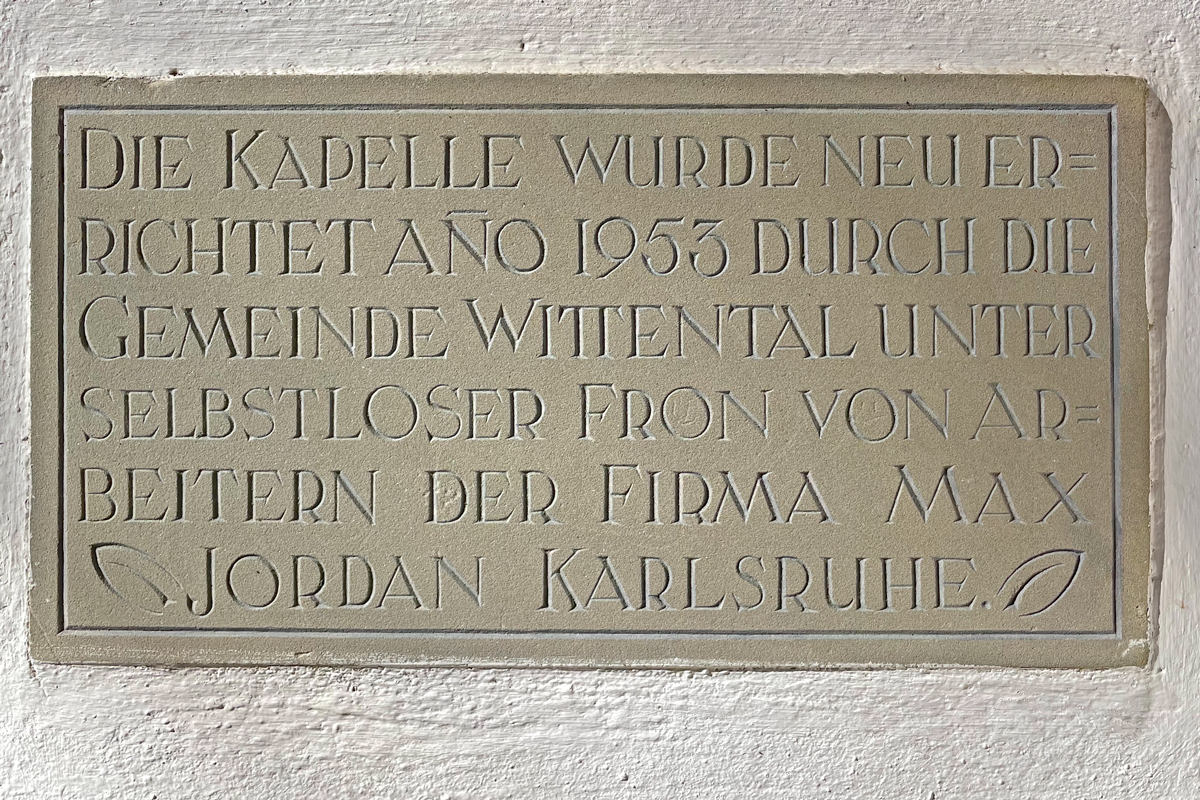 DIE KAPELLE WURDE NEU ER=
RICHTET AN̄O 1953 DURCH DIE
GEMEINDE WITTENTAL UNTER
SELBSTLOSER FRON VON AR=
BEITERN DER FIRMA MAX
JORDAN KARLSRUHE.